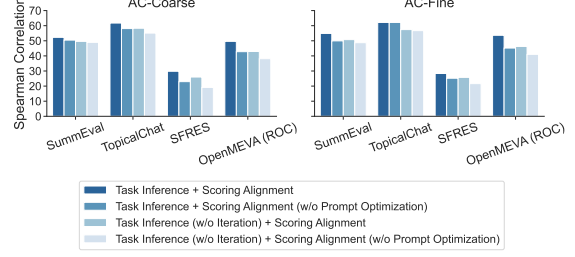 AC-Coarse
AC-Fine
Spearman Correlation
70
60
50
40
30
20
10
0
SummEval
TopicalChat
SFRES
OpenMEVA (ROC)
SummEval
TopicalChat
SFRES
OpenMEVA (ROC)
Task Inference + Scoring Alignment
Task Inference + Scoring Alignment (w/o Prompt Optimization)
Task Inference (w/o Iteration) + Scoring Alignment
Task Inference (w/o Iteration) + Scoring Alignment (w/o Prompt Optimization)